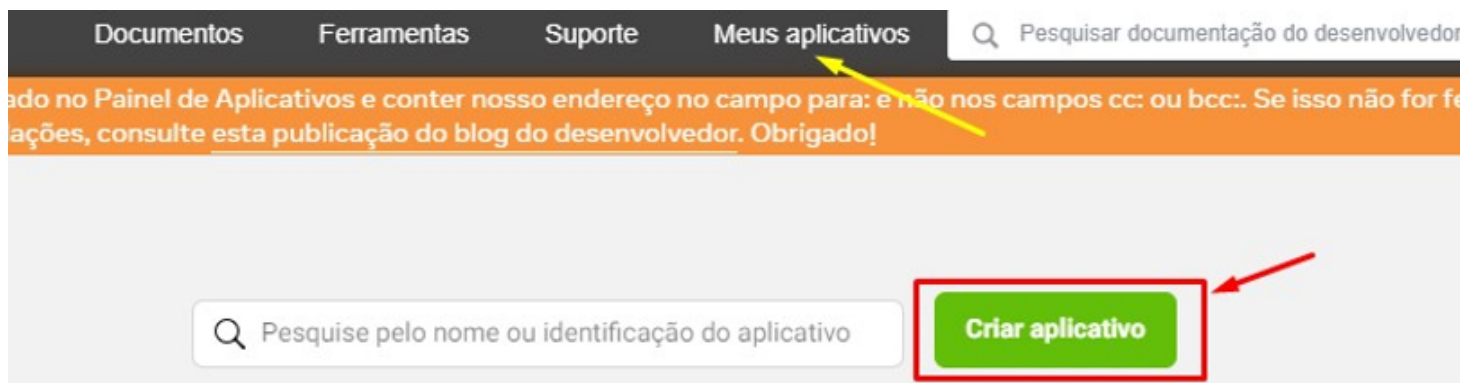 Documentos Ferramentas Suporte Meus aplicativos Pesquisar documentação do desenvolvedor
ado no Painel de Aplicativos e conter nosso endereço no campo para: e não nos campos cc: ou bcc:. Se isso não for fe
ações, consulte esta publicação do blog do desenvolvedor. Obrigado!
Pesquise pelo nome ou identificação do aplicativo Criar aplicativo